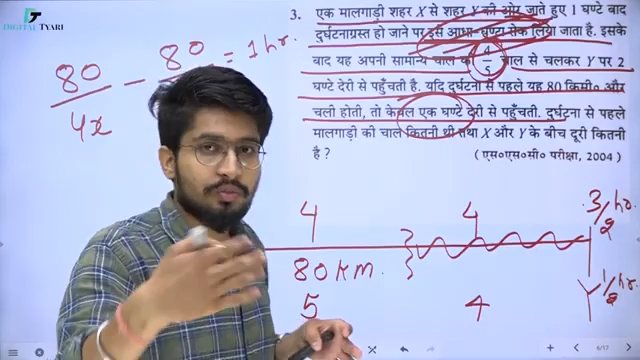 DIGITAL TYARI
3. एक मालगाड़ी शहर X से शहर Y की ओर जाते हुए 1 घण्टे बाद
दुर्घटनाग्रस्त हो जाने पर इसे आधा घण्टा रोक लिया जाता है. इसके
बाद यह अपनी सामान्य चाल की 4/5 चाल से चलकर Y पर 2
घण्टे देरी से पहुँचती है. यदि दुर्घटना से पहले यह 80 किमी० और
चली होती, तो केवल एक घण्टे देरी से पहुँचती. दुर्घटना से पहले
मालगाड़ी की चाल कितनी थी तथा X और Y के बीच दूरी कितनी
है ?
(एस०एस०सी० परीक्षा, 2004)
80/4x - 80 = 1 hr.
4 4 3/2 hr.
80 KM.
5 4 Y 1/2 hr.
6/17